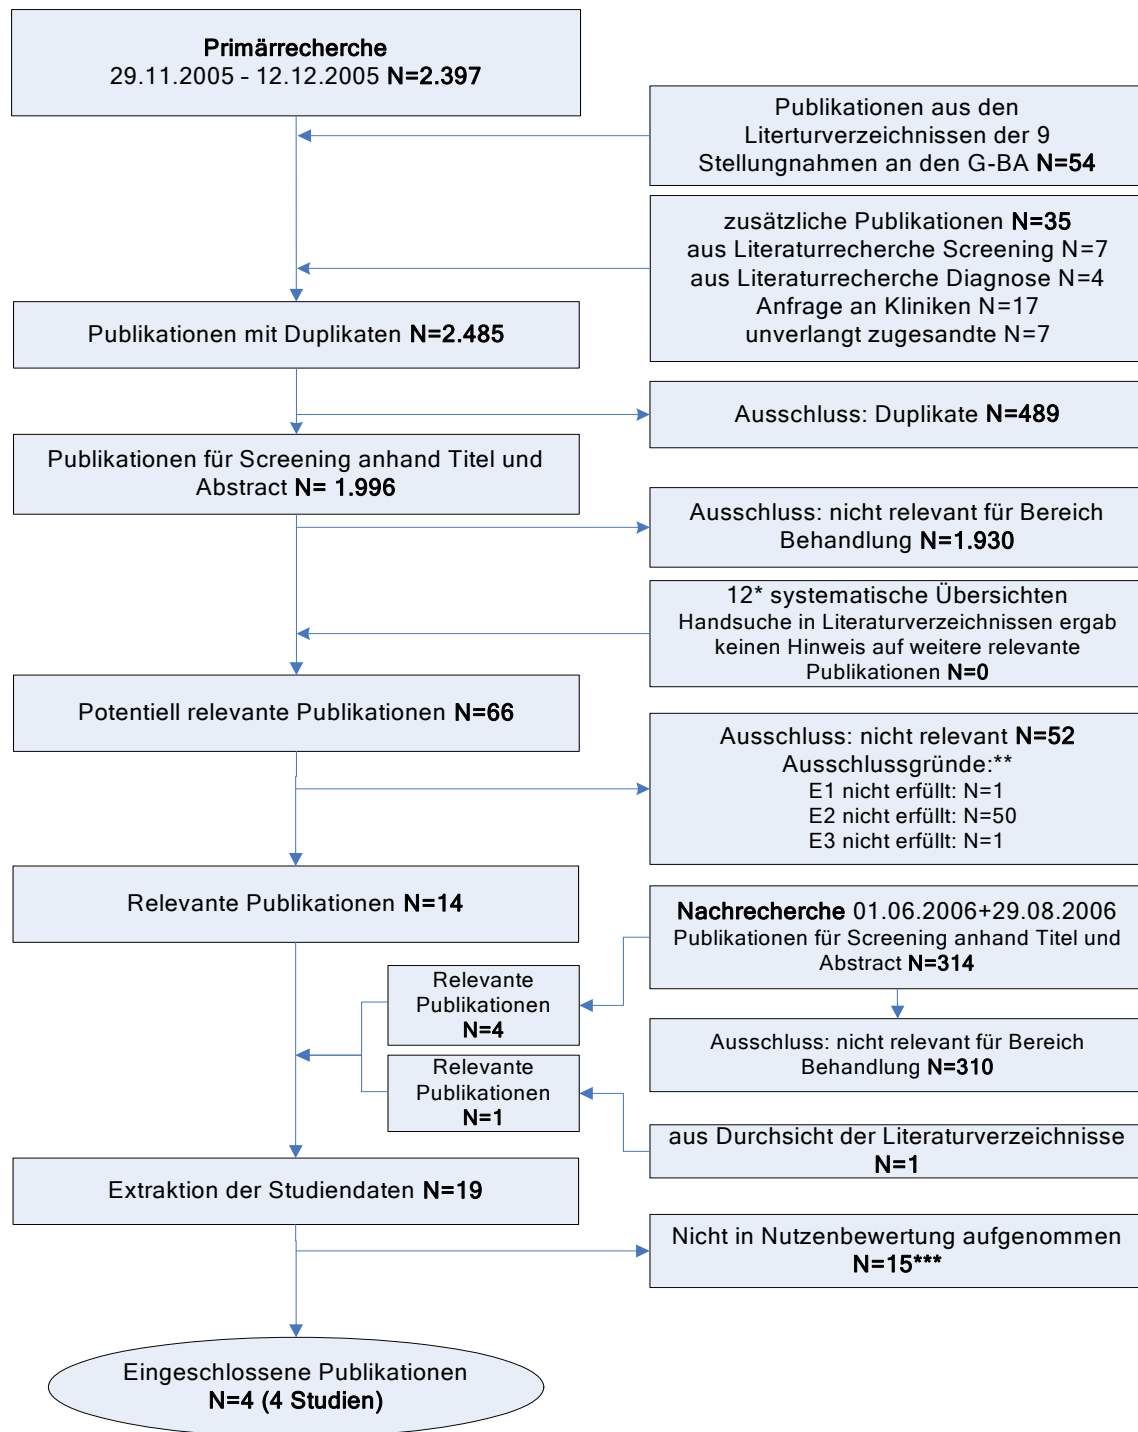 Primärrecherche
29.11.2005 - 12.12.2005 N=2.397
Publikationen aus den
Literturverzeichnissen der 9
Stellungnahmen an den G-BA N=54
zusätzliche Publikationen N=35
aus Literaturrecherche Screening N=7
aus Literaturrecherche Diagnose N=4
Anfrage an Kliniken N=17
unverlangt zugesandte N=7
Publikationen mit Duplikaten N=2.485
Ausschluss: Duplikate N=489
Publikationen für Screening anhand Titel und
Abstract N= 1.996
Ausschluss: nicht relevant für Bereich
Behandlung N=1.930
12* systematische Übersichten
Handsuche in Literaturverzeichnissen ergab
keinen Hinweis auf weitere relevante
Publikationen N=0
Potentiell relevante Publikationen N=66
Ausschluss: nicht relevant N=52
Ausschlussgründe:**
E1 nicht erfüllt: N=1
E2 nicht erfüllt: N=50
E3 nicht erfüllt: N=1
Relevante Publikationen N=14
Nachrecherche 01.06.2006+29.08.2006
Publikationen für Screening anhand Titel und
Abstract N=314
Relevante
Publikationen
N=4
Ausschluss: nicht relevant für Bereich
Behandlung N=310
Relevante
Publikationen
N=1
aus Durchsicht der Literaturverzeichnisse
N=1
Extraktion der Studiendaten N=19
Nicht in Nutzenbewertung aufgenommen
N=15***
Eingeschlossene Publikationen
N=4 (4 Studien)